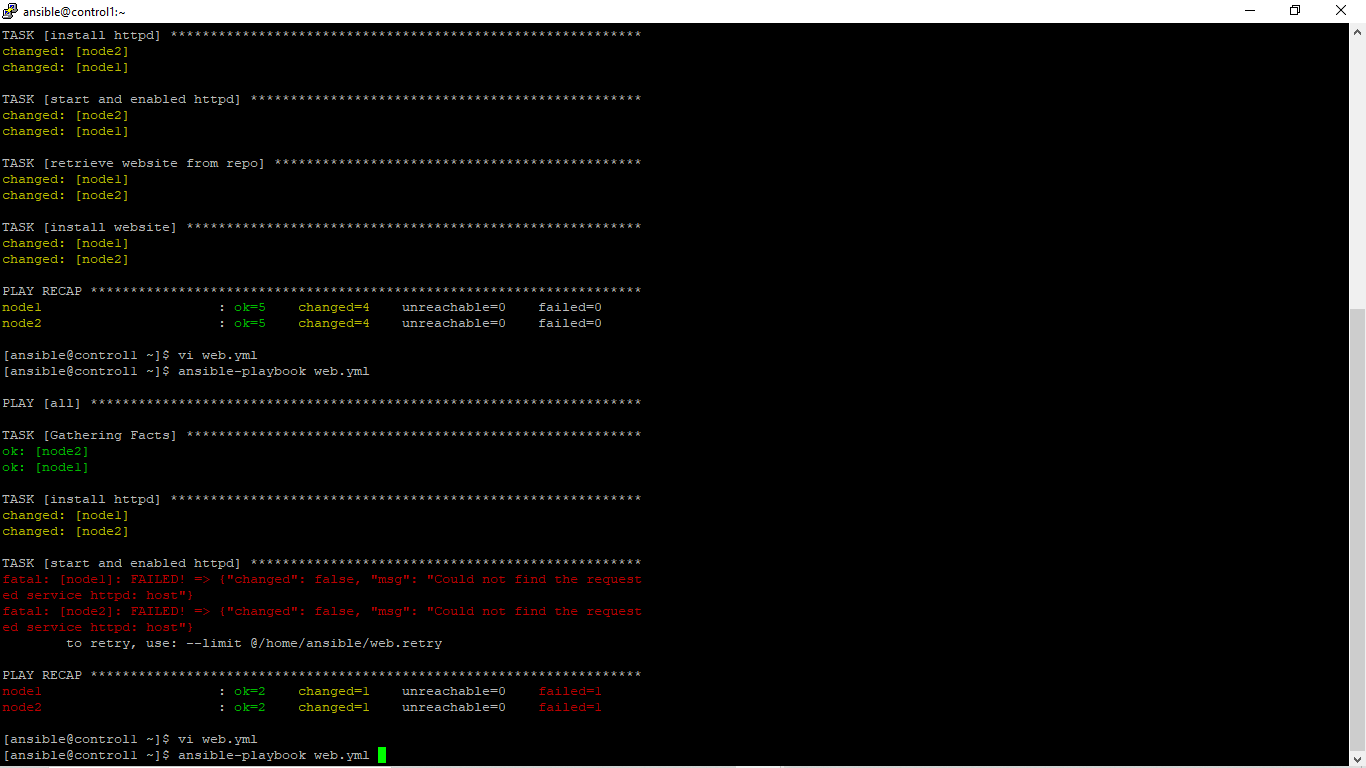 ansible@control1:~
TASK [install httpd] ***********************************************************
changed: [node2]
changed: [node1]
TASK [start and enabled httpd] *************************************************
changed: [node2]
changed: [node1]
TASK [retrieve website from repo] **********************************************
changed: [node1]
changed: [node2]
TASK [install website] *********************************************************
changed: [node1]
changed: [node2]
PLAY RECAP *********************************************************************
node1                      : ok=5    changed=4    unreachable=0    failed=0
node2                      : ok=5    changed=4    unreachable=0    failed=0
[ansible@control1 ~]$ vi web.yml
[ansible@control1 ~]$ ansible-playbook web.yml
PLAY [all] *********************************************************************
TASK [Gathering Facts] *********************************************************
ok: [node2]
ok: [node1]
TASK [install httpd] ***********************************************************
changed: [node1]
changed: [node2]
TASK [start and enabled httpd] *************************************************
fatal: [node1]: FAILED! => {"changed": false, "msg": "Could not find the request
ed service httpd: host"}
fatal: [node2]: FAILED! => {"changed": false, "msg": "Could not find the request
ed service httpd: host"}
        to retry, use: --limit @/home/ansible/web.retry
PLAY RECAP *********************************************************************
node1                      : ok=2    changed=1    unreachable=0    failed=1
node2                      : ok=2    changed=1    unreachable=0    failed=1
[ansible@control1 ~]$ vi web.yml
[ansible@control1 ~]$ ansible-playbook web.yml